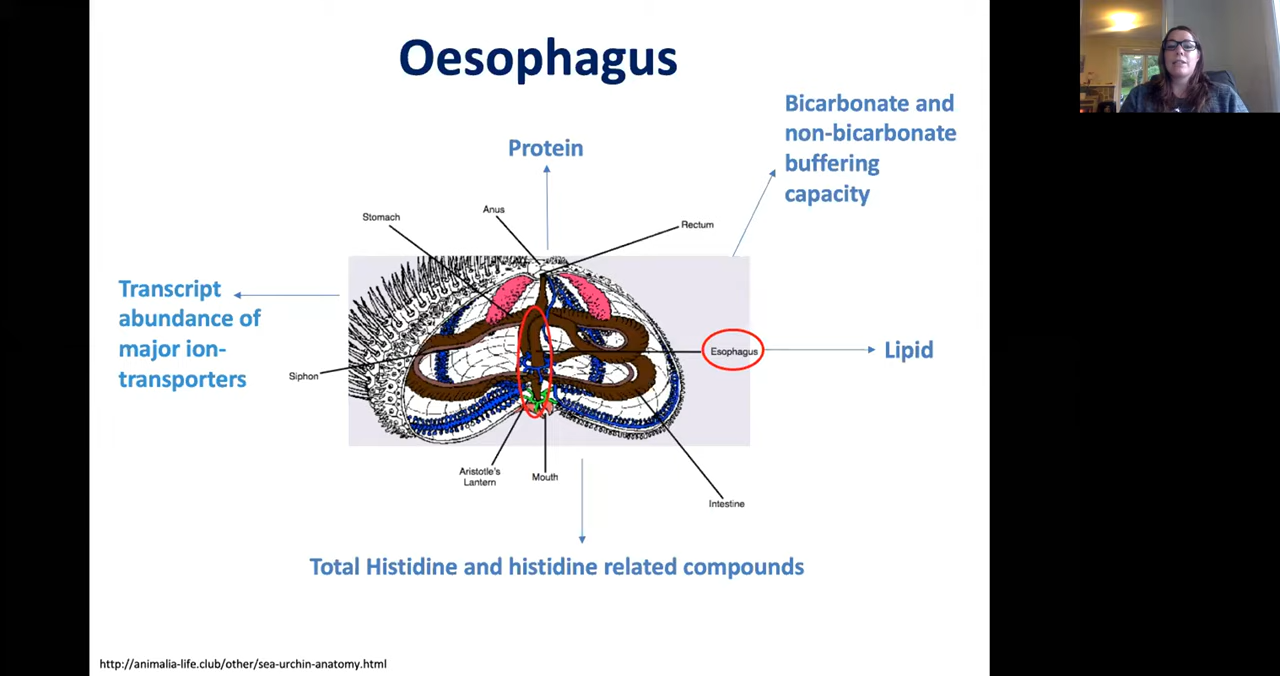 Oesophagus
Bicarbonate and
non-bicarbonate
buffering
capacity
Protein
Stomach
Anus
Rectum
Transcript
abundance of
major ion-
transporters
Siphon
Esophagus
Lipid
Aristotle's
Lantern
Mouth
Intestine
Total Histidine and histidine related compounds
http://animalia-life.club/other/sea-urchin-anatomy.html